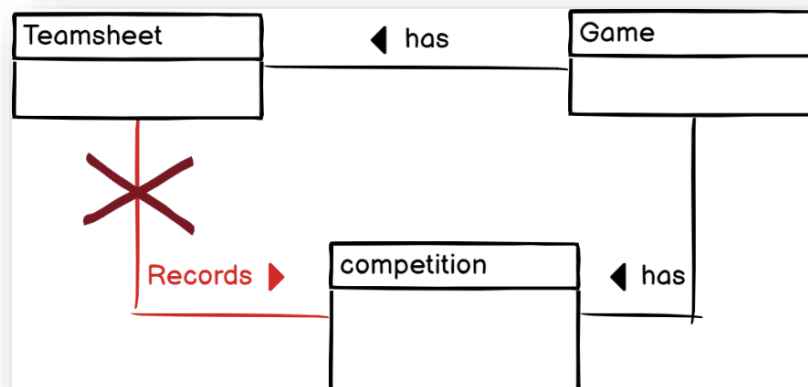 Teamsheet
has
Game
Records
competition
has